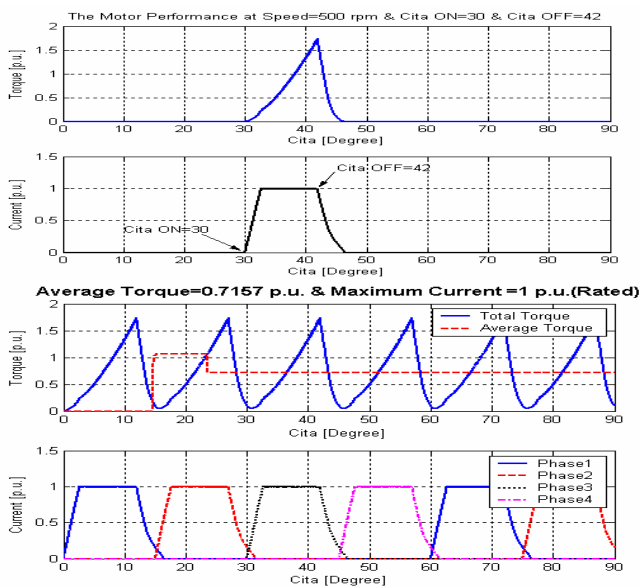 The Motor Performance at Speed=500 rpm & Cita ON=30 & Cita OFF=42
Torque [p.u.]
2
1.5
1
0.5
0
0 10 20 30 40 50 60 70 80 90
Cita [Degree]
Current [p.u.]
1.5
1
0.5
0
Cita OFF=42
Cita ON=30
0 10 20 30 40 50 60 70 80 90
Cita [Degree]
Average Torque=0.7157 p.u. & Maximum Current =1 p.u.(Rated)
Torque [p.u.]
2
1.5
1
0.5
0
Total Torque
Average Torque
0 10 20 30 40 50 60 70 80 90
Cita [Degree]
Current [p.u.]
1.5
1
0.5
0
Phase1
Phase2
Phase3
Phase4
0 10 20 30 40 50 60 70 80 90
Cita [Degree]